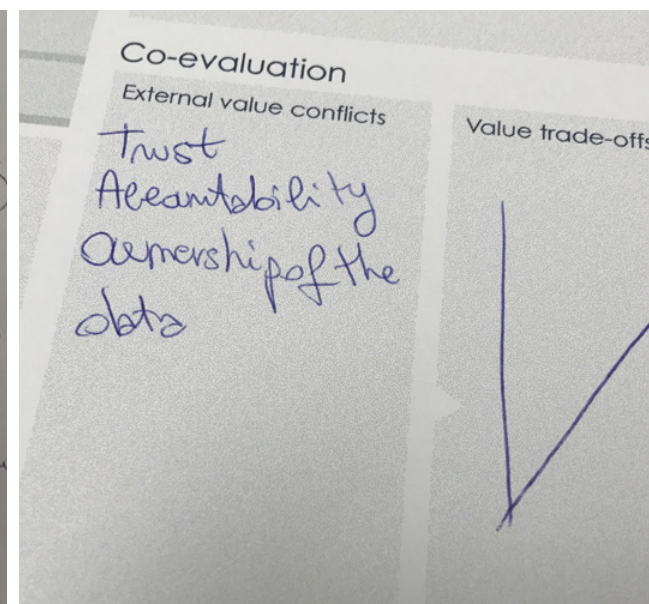 Co-evaluation
External value conflicts
Trust
Accountability
Ownership of the
data
Value trade-offs